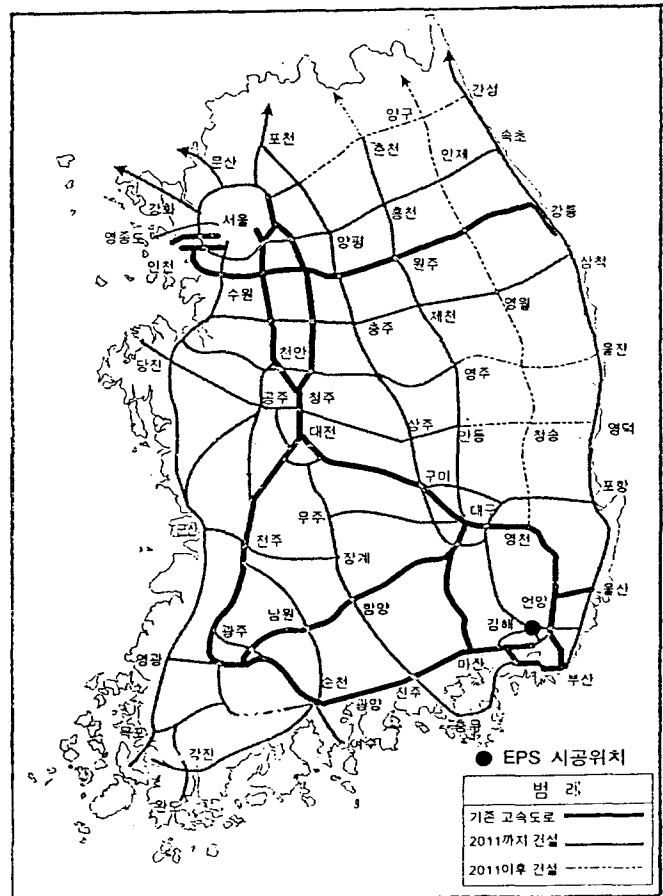 간성
양구
속초
포천
춘천
인제
문산
강화
서울
홍천
강릉
영종도
양평
인천
원주
삼척
수원
영월
제천
충주
천안
울진
당진
영주
공주
청주
대전
상주
안동
청송
영덕
구미
포항
무주
대구
영천
전주
장계
언양
울산
남원
함양
김해
광주
영광
마산
부산
순천
진주
광양
충무
여수
목포
강진
완도
● EPS 시공위치
범 례
기존 고속도로
2011까지 건설
2011이후 건설